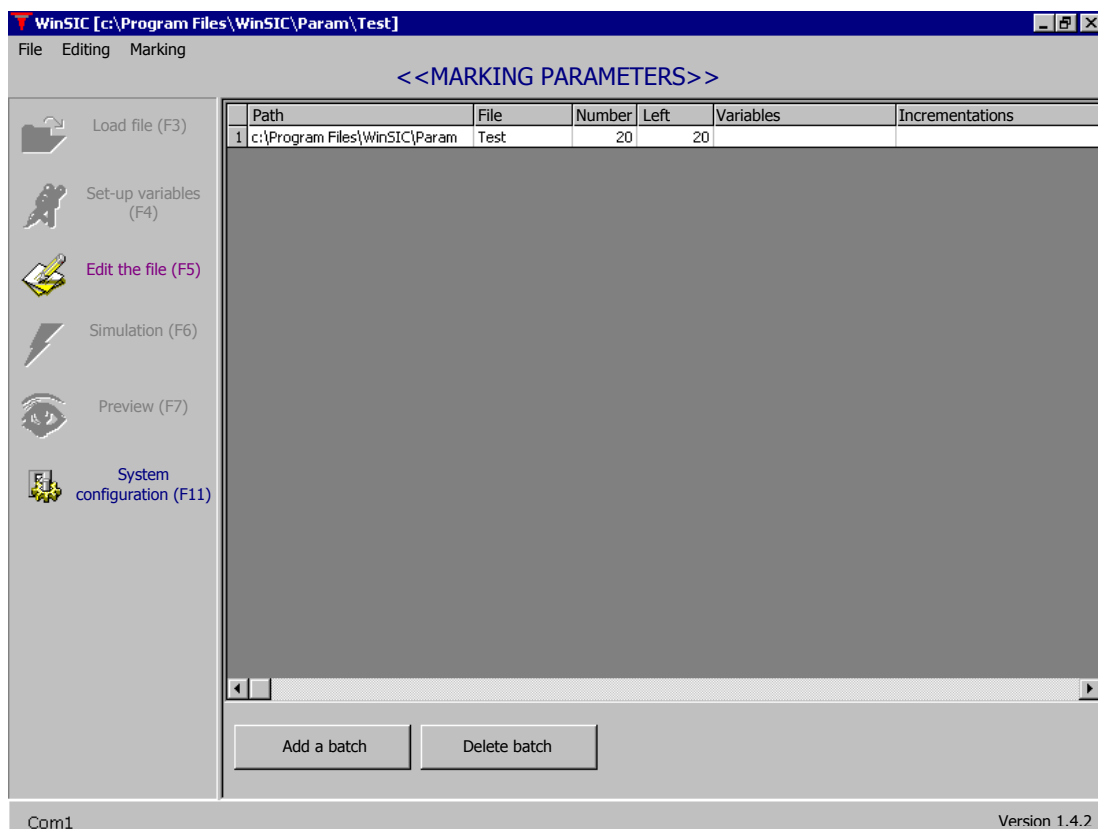 WinSIC [c:\Program Files\WinSIC\Param\Test]
File Editing Marking
<<MARKING PARAMETERS>>
Load file (F3)
Set-up variables
(F4)
Edit the file (F5)
Simulation (F6)
Preview (F7)
System
configuration (F11)
Path File Number Left Variables Incrementations
1 c:\Program Files\WinSIC\Param Test 20 20
Add a batch Delete batch
Com1 Version 1.4.2